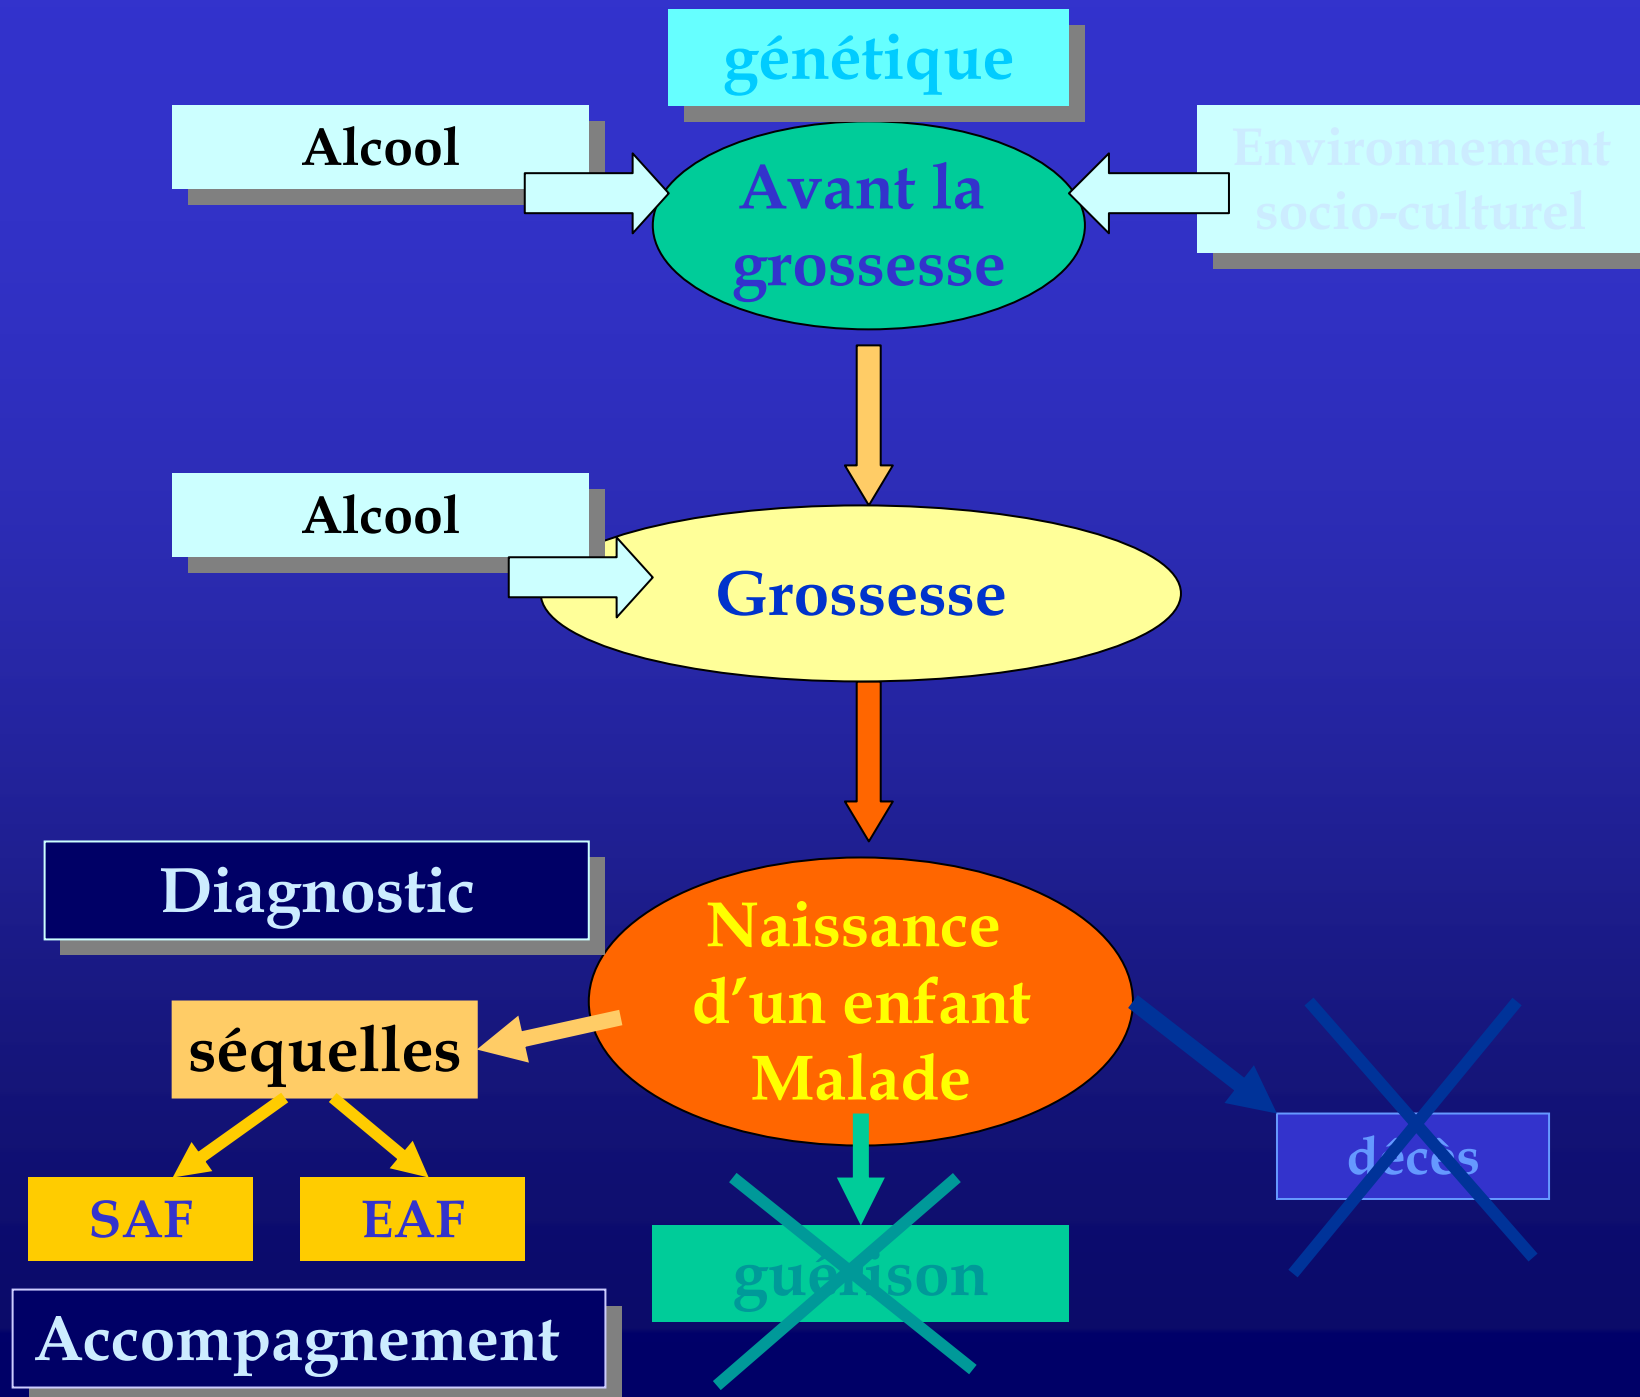 génétique
Alcool
Environnement
socio-culturel
Avant la
grossesse
Alcool
Grossesse
Diagnostic
Naissance
d’un enfant
Malade
séquelles
décès
SAF
EAF
guérison
Accompagnement